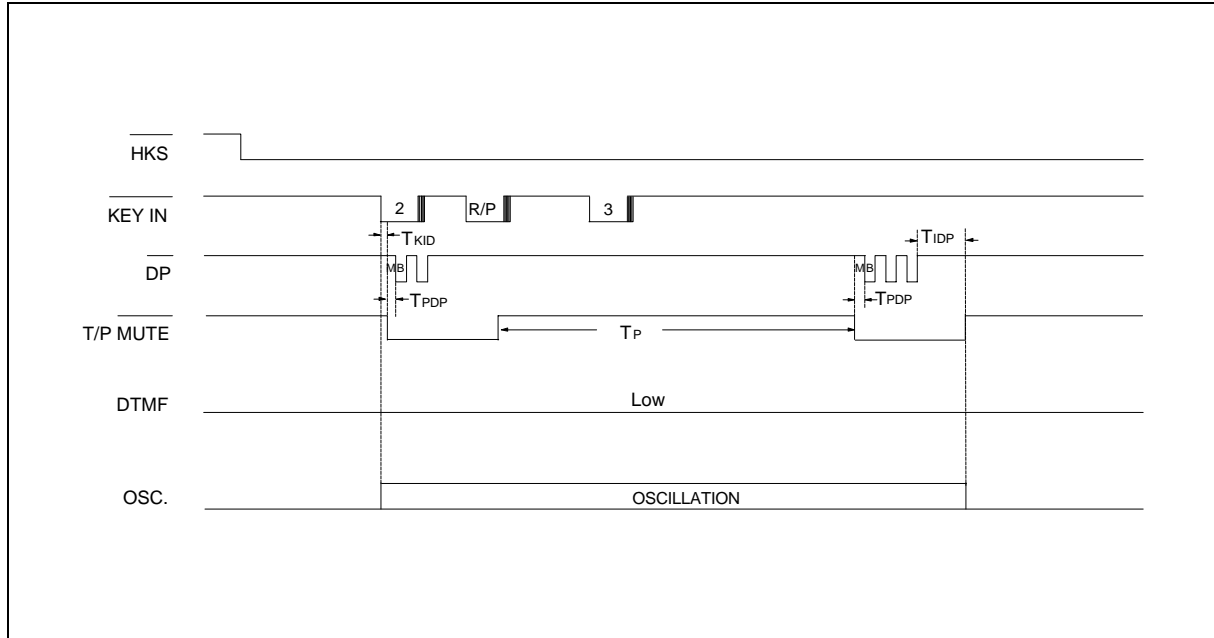 HKS
KEY IN
2
R/P
3
TKID
TIDP
DP
MB
MB
TPDP
TPDP
T/P MUTE
TP
DTMF
Low
OSC.
OSCILLATION